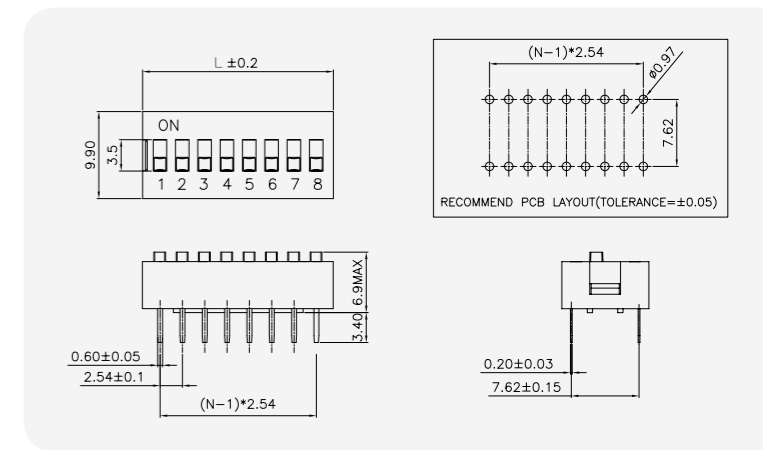 L ±0.2
ON
9.90
3.5
1 2 3 4 5 6 7 8
(N-1)*2.54
ø0.97
7.62
RECOMMEND PCB LAYOUT(TOLERANCE=±0.05)
6.9MAX
3.40
0.60±0.05
2.54±0.1
(N-1)*2.54
0.20±0.03
7.62±0.15